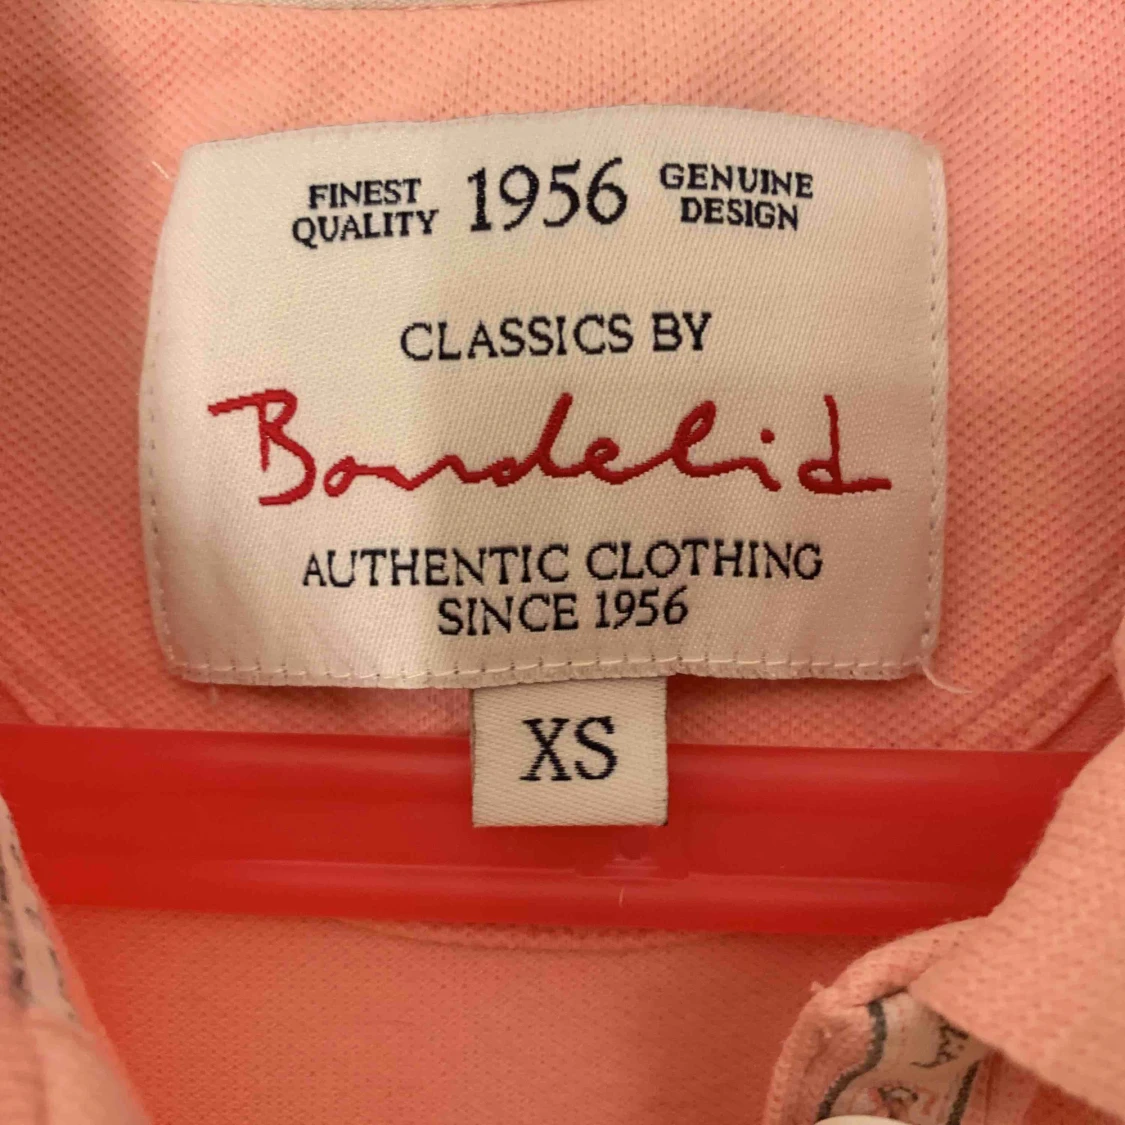 FINEST QUALITY 1956 GENUINE DESIGN
CLASSICS BY
Bondelid
AUTHENTIC CLOTHING
SINCE 1956
XS